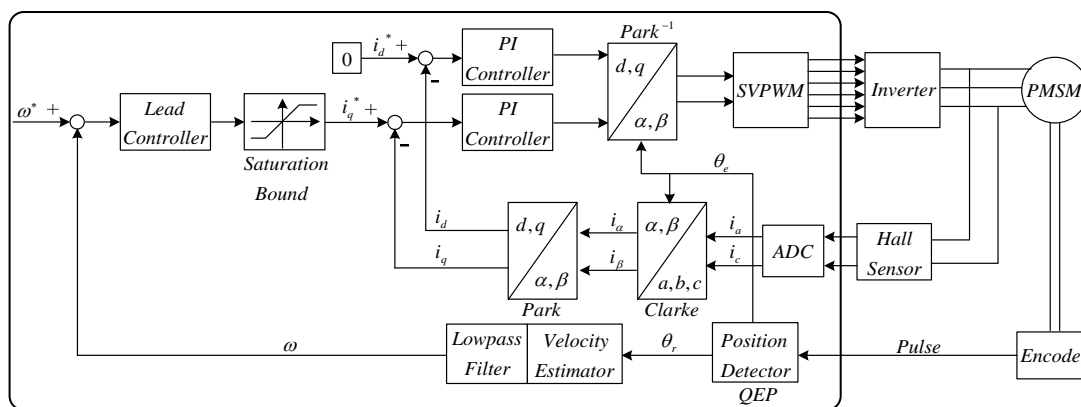 0
i_d^* +
-
PI
Controller
Park^{-1}
d, q
α, β
SVPWM
Inverter
PMSM
ω^* +
Lead
Controller
Saturation
Bound
i_q^* +
-
PI
Controller
θ_e
i_d
i_q
d, q
α, β
Park
i_α
i_β
α, β
a, b, c
Clarke
i_a
i_c
ADC
Hall
Sensor
ω
Lowpass
Filter
Velocity
Estimator
θ_r
Position
Detector
QEP
Pulse
Encode